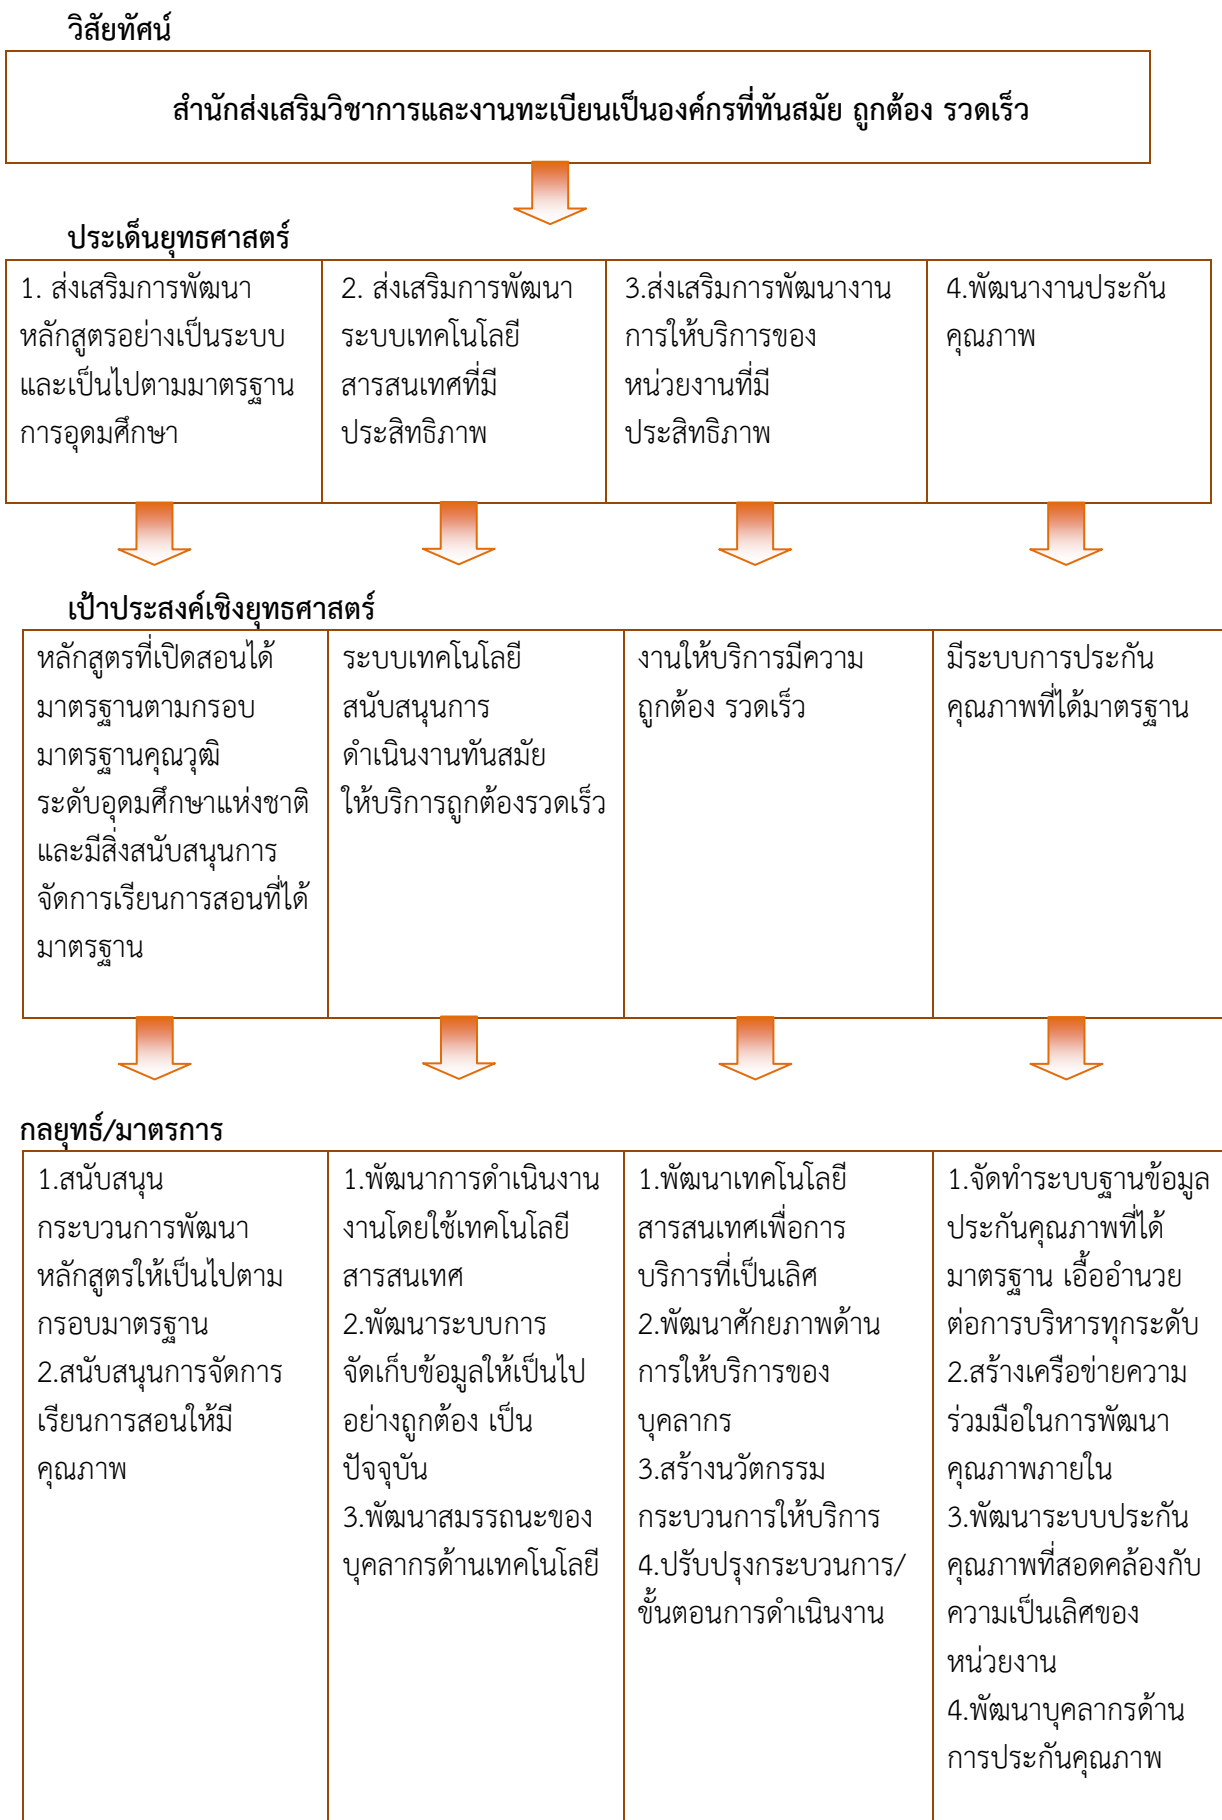 วิสัยทัศน์
สำนักส่งเสริมวิชาการและงานทะเบียนเป็นองค์กรที่ทันสมัย ถูกต้อง รวดเร็ว
ประเด็นยุทธศาสตร์
1. ส่งเสริมการพัฒนา
หลักสูตรอย่างเป็นระบบ
และเป็นไปตามมาตรฐาน
การอุดมศึกษา
2. ส่งเสริมการพัฒนา
ระบบเทคโนโลยี
สารสนเทศที่มี
ประสิทธิภาพ
3.ส่งเสริมการพัฒนางาน
การให้บริการของ
หน่วยงานที่มี
ประสิทธิภาพ
4.พัฒนางานประกัน
คุณภาพ
เป้าประสงค์เชิงยุทธศาสตร์
หลักสูตรที่เปิดสอนได้
มาตรฐานตามกรอบ
มาตรฐานคุณวุฒิ
ระดับอุดมศึกษาแห่งชาติ
และมีสิ่งสนับสนุนการ
จัดการเรียนการสอนที่ได้
มาตรฐาน
ระบบเทคโนโลยี
สนับสนุนการ
ดำเนินงานทันสมัย
ให้บริการถูกต้องรวดเร็ว
งานให้บริการมีความ
ถูกต้อง รวดเร็ว
มีระบบการประกัน
คุณภาพที่ได้มาตรฐาน
กลยุทธ์/มาตรการ
1.สนับสนุน
กระบวนการพัฒนา
หลักสูตรให้เป็นไปตาม
กรอบมาตรฐาน
2.สนับสนุนการจัดการ
เรียนการสอนให้มี
คุณภาพ
1.พัฒนาการดำเนินงาน
งานโดยใช้เทคโนโลยี
สารสนเทศ
2.พัฒนาระบบการ
จัดเก็บข้อมูลให้เป็นไป
อย่างถูกต้อง เป็น
ปัจจุบัน
3.พัฒนาสมรรถนะของ
บุคลากรด้านเทคโนโลยี
1.พัฒนาเทคโนโลยี
สารสนเทศเพื่อการ
บริการที่เป็นเลิศ
2.พัฒนาศักยภาพด้าน
การให้บริการของ
บุคลากร
3.สร้างนวัตกรรม
กระบวนการให้บริการ
4.ปรับปรุงกระบวนการ/
ขั้นตอนการดำเนินงาน
1.จัดทำระบบฐานข้อมูล
ประกันคุณภาพที่ได้
มาตรฐาน เอื้ออำนวย
ต่อการบริหารทุกระดับ
2.สร้างเครือข่ายความ
ร่วมมือในการพัฒนา
คุณภาพภายใน
3.พัฒนาระบบประกัน
คุณภาพที่สอดคล้องกับ
ความเป็นเลิศของ
หน่วยงาน
4.พัฒนาบุคลากรด้าน
การประกันคุณภาพ